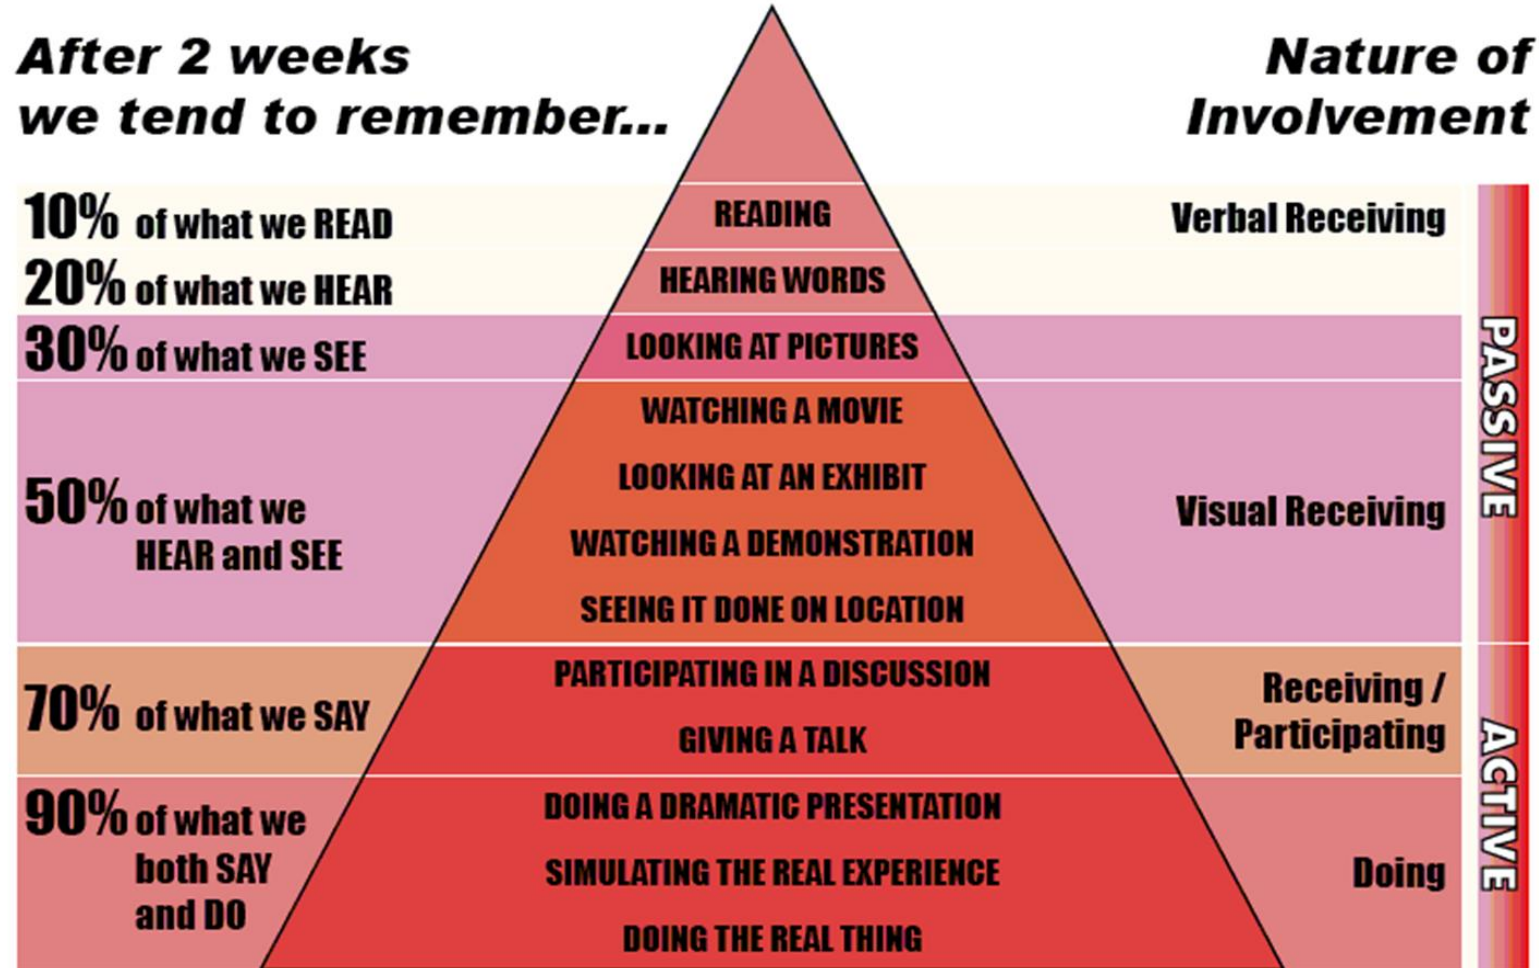 After 2 weeks
we tend to remember...
Nature of
Involvement
10% of what we READ
READING
Verbal Receiving
20% of what we HEAR
HEARING WORDS
30% of what we SEE
LOOKING AT PICTURES
WATCHING A MOVIE
LOOKING AT AN EXHIBIT
50% of what we
HEAR and SEE
WATCHING A DEMONSTRATION
SEEING IT DONE ON LOCATION
Visual Receiving
PASSIVE
70% of what we SAY
PARTICIPATING IN A DISCUSSION
GIVING A TALK
Receiving /
Participating
90% of what we
both SAY
and DO
DOING A DRAMATIC PRESENTATION
SIMULATING THE REAL EXPERIENCE
DOING THE REAL THING
Doing
ACTIVE